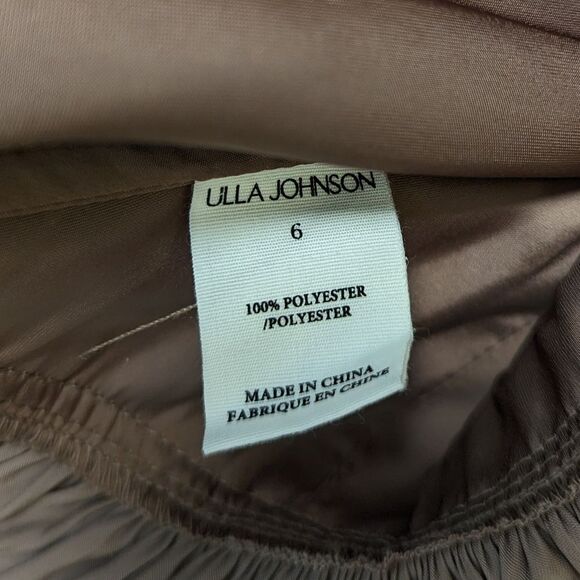 ULLA JOHNSON
6
100% POLYESTER
/POLYESTER
MADE IN CHINA
FABRIQUE EN CHINE